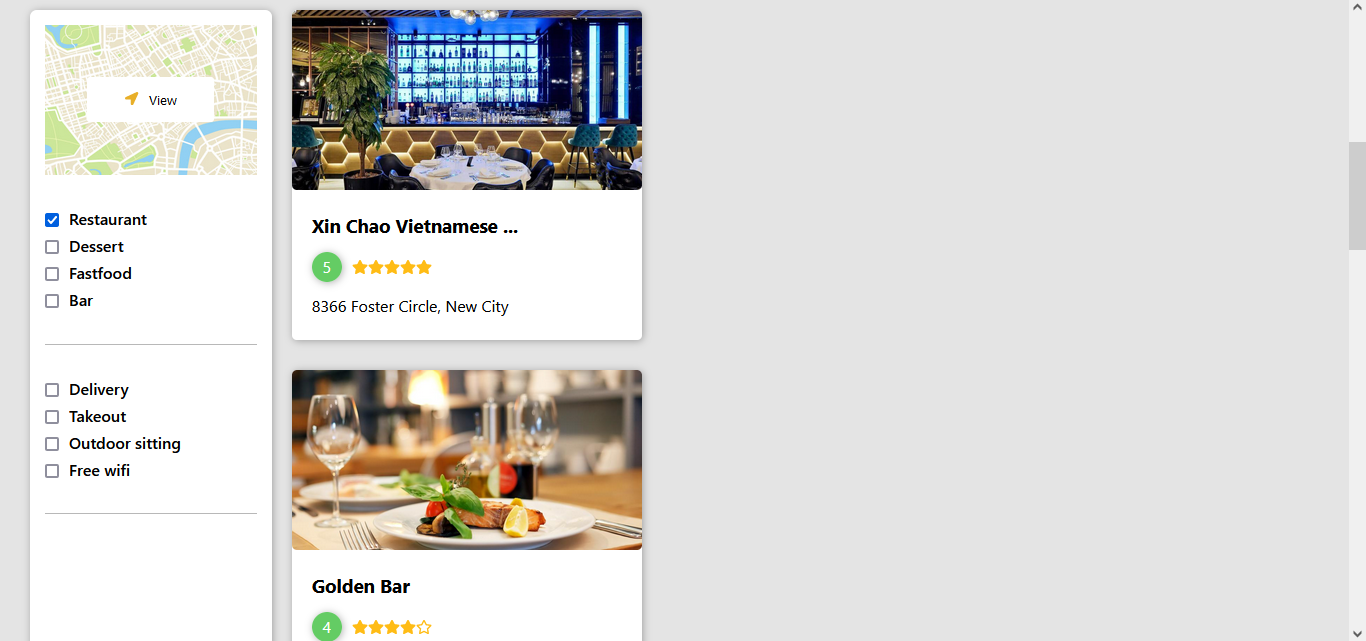 View
Restaurant
Dessert
Fastfood
Bar
Delivery
Takeout
Outdoor sitting
Free wifi
Xin Chao Vietnamese ...
5
8366 Foster Circle, New City
Golden Bar
4